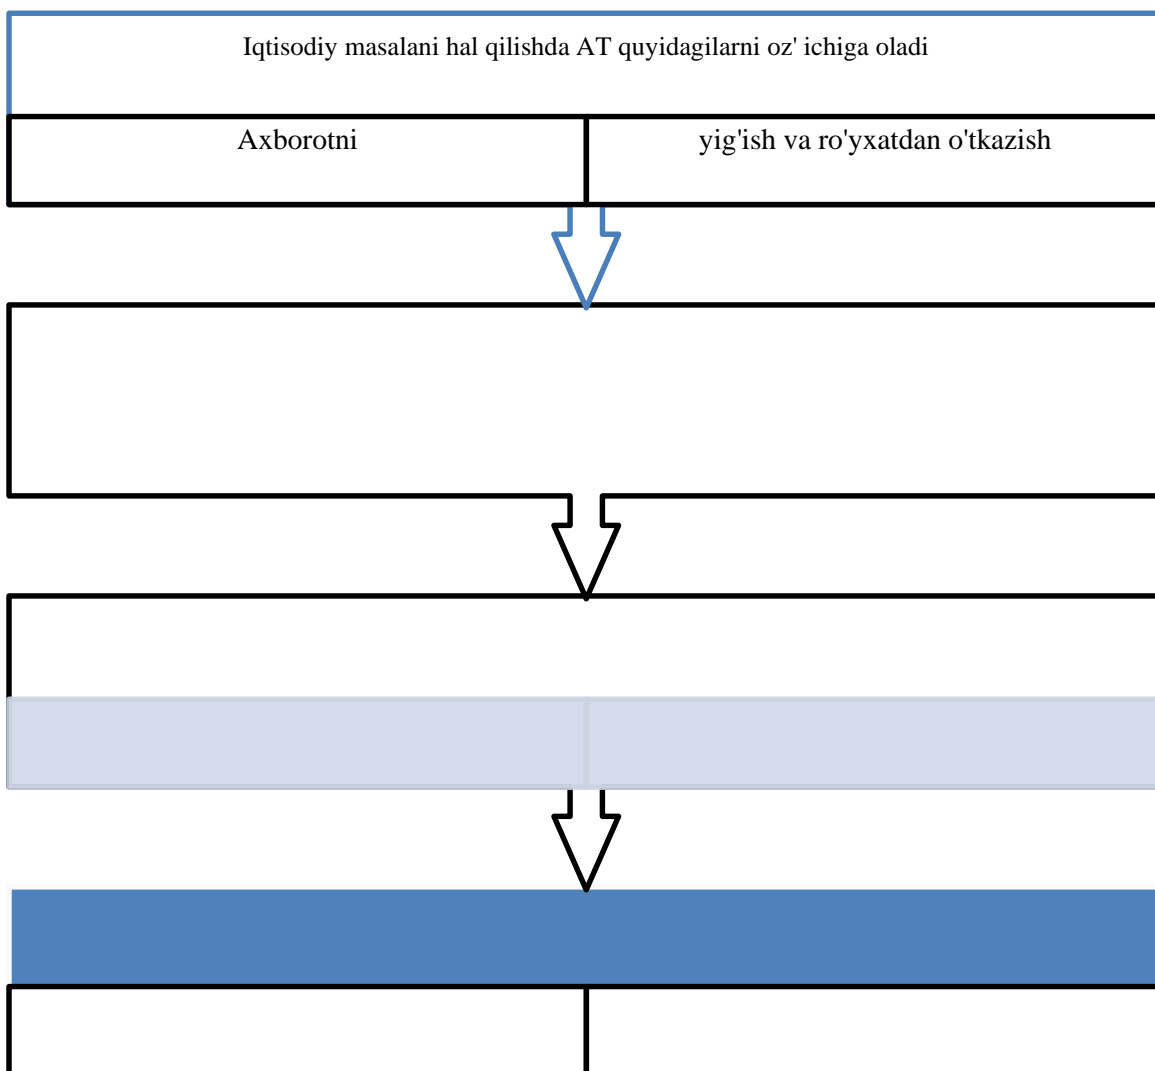 Iqtisodiy masalani hal qilishda AT quyidagilarni oz' ichiga oladi
Axborotni
yig'ish va ro'yxatdan o'tkazish